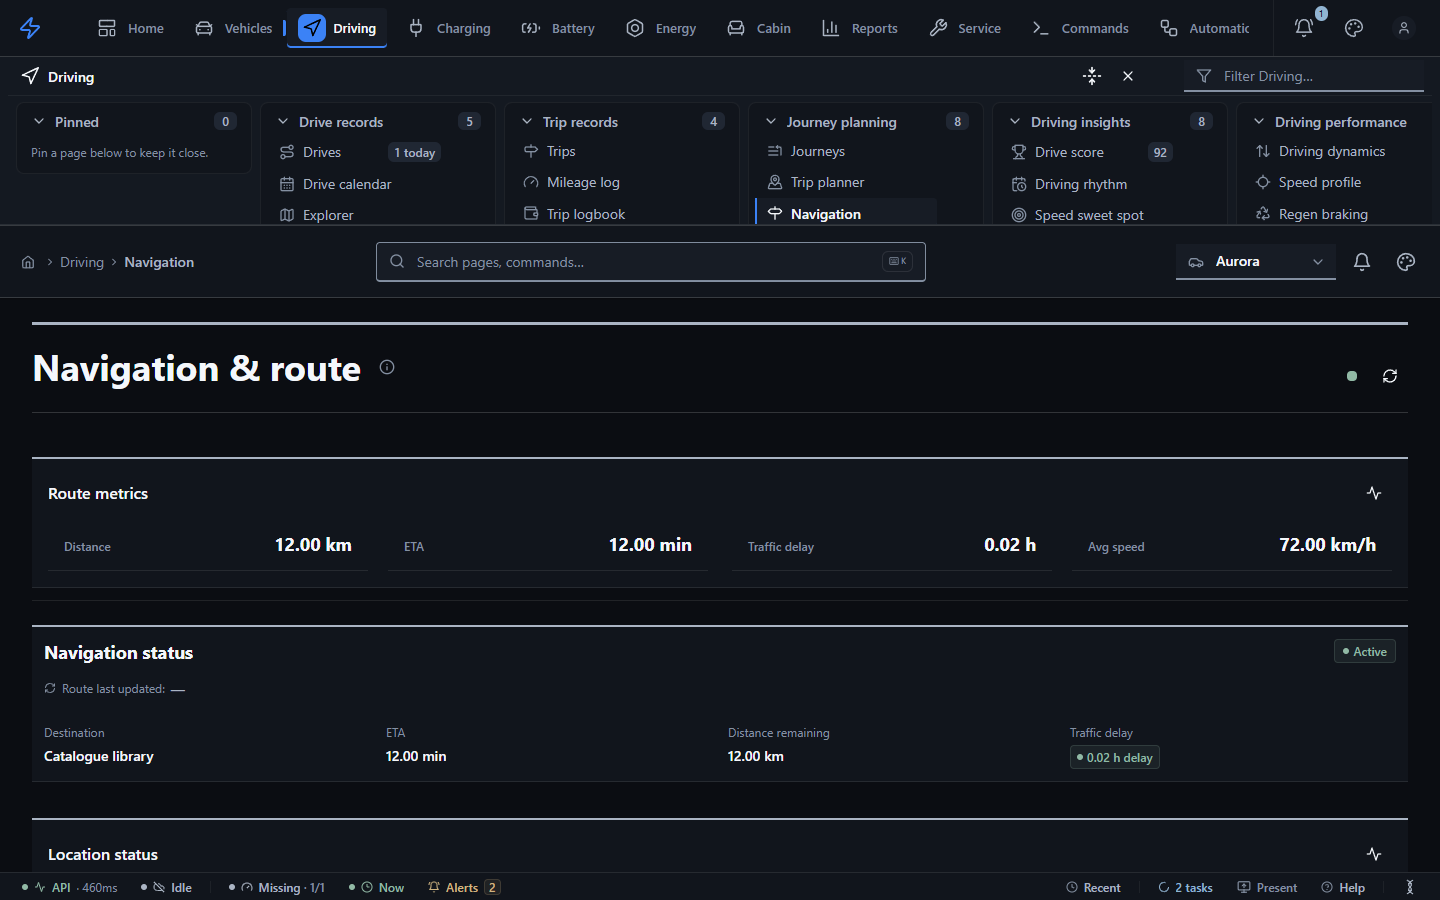 Home Vehicles Driving Charging Battery Energy Cabin Reports Service Commands Automatic 1
Driving
Filter Driving...
Pinned 0
Pin a page below to keep it close.
Drive records 5
Drives 1 today
Drive calendar
Explorer
Trip records 4
Trips
Mileage log
Trip logbook
Journey planning 8
Journeys
Trip planner
Navigation
Driving insights 8
Drive score 92
Driving rhythm
Speed sweet spot
Driving performance
Driving dynamics
Speed profile
Regen braking
Driving Navigation
Search pages, commands... K
Aurora
Navigation & route
Route metrics
Distance 12.00 km ETA 12.00 min Traffic delay 0.02 h Avg speed 72.00 km/h
Navigation status
Active
Route last updated: —
Destination ETA Distance remaining Traffic delay
Catalogue library 12.00 min 12.00 km 0.02 h delay
Location status
API · 460ms Idle Missing · 1/1 Now Alerts 2 Recent 2 tasks Present Help